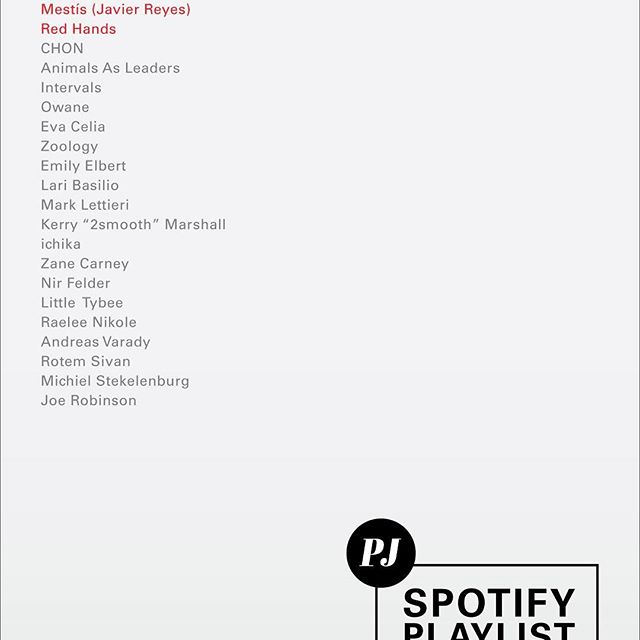 Mestís (Javier Reyes)
Red Hands
CHON
Animals As Leaders
Intervals
Owane
Eva Celia
Zoology
Emily Elbert
Lari Basilio
Mark Lettieri
Kerry “2smooth” Marshall
ichika
Zane Carney
Nir Felder
Little Tybee
Raelee Nikole
Andreas Varady
Rotem Sivan
Michiel Stekelenburg
Joe Robinson
PJ
SPOTIFY
PLAYLIST